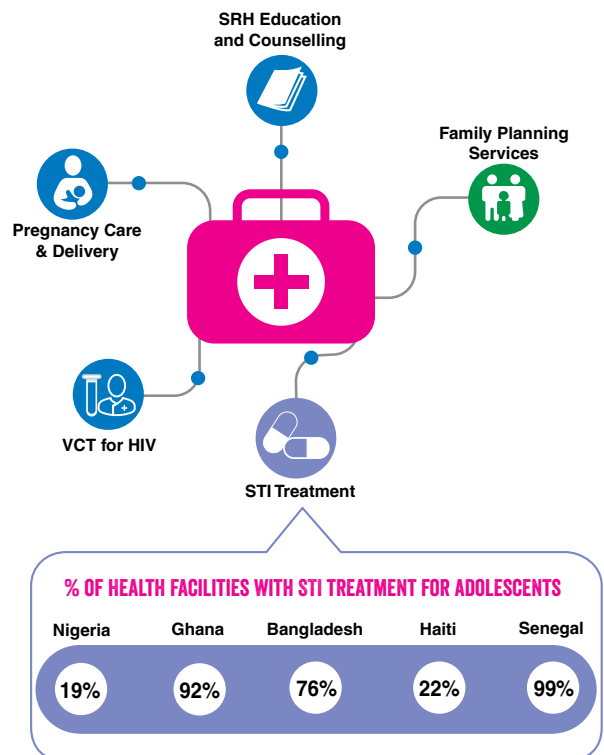 SRH Education
and Counselling
Family Planning
Services
Pregnancy Care
& Delivery
VCT for HIV
STI Treatment
% OF HEALTH FACILITIES WITH STI TREATMENT FOR ADOLESCENTS
Nigeria Ghana Bangladesh Haiti Senegal
19% 92% 76% 22% 99%